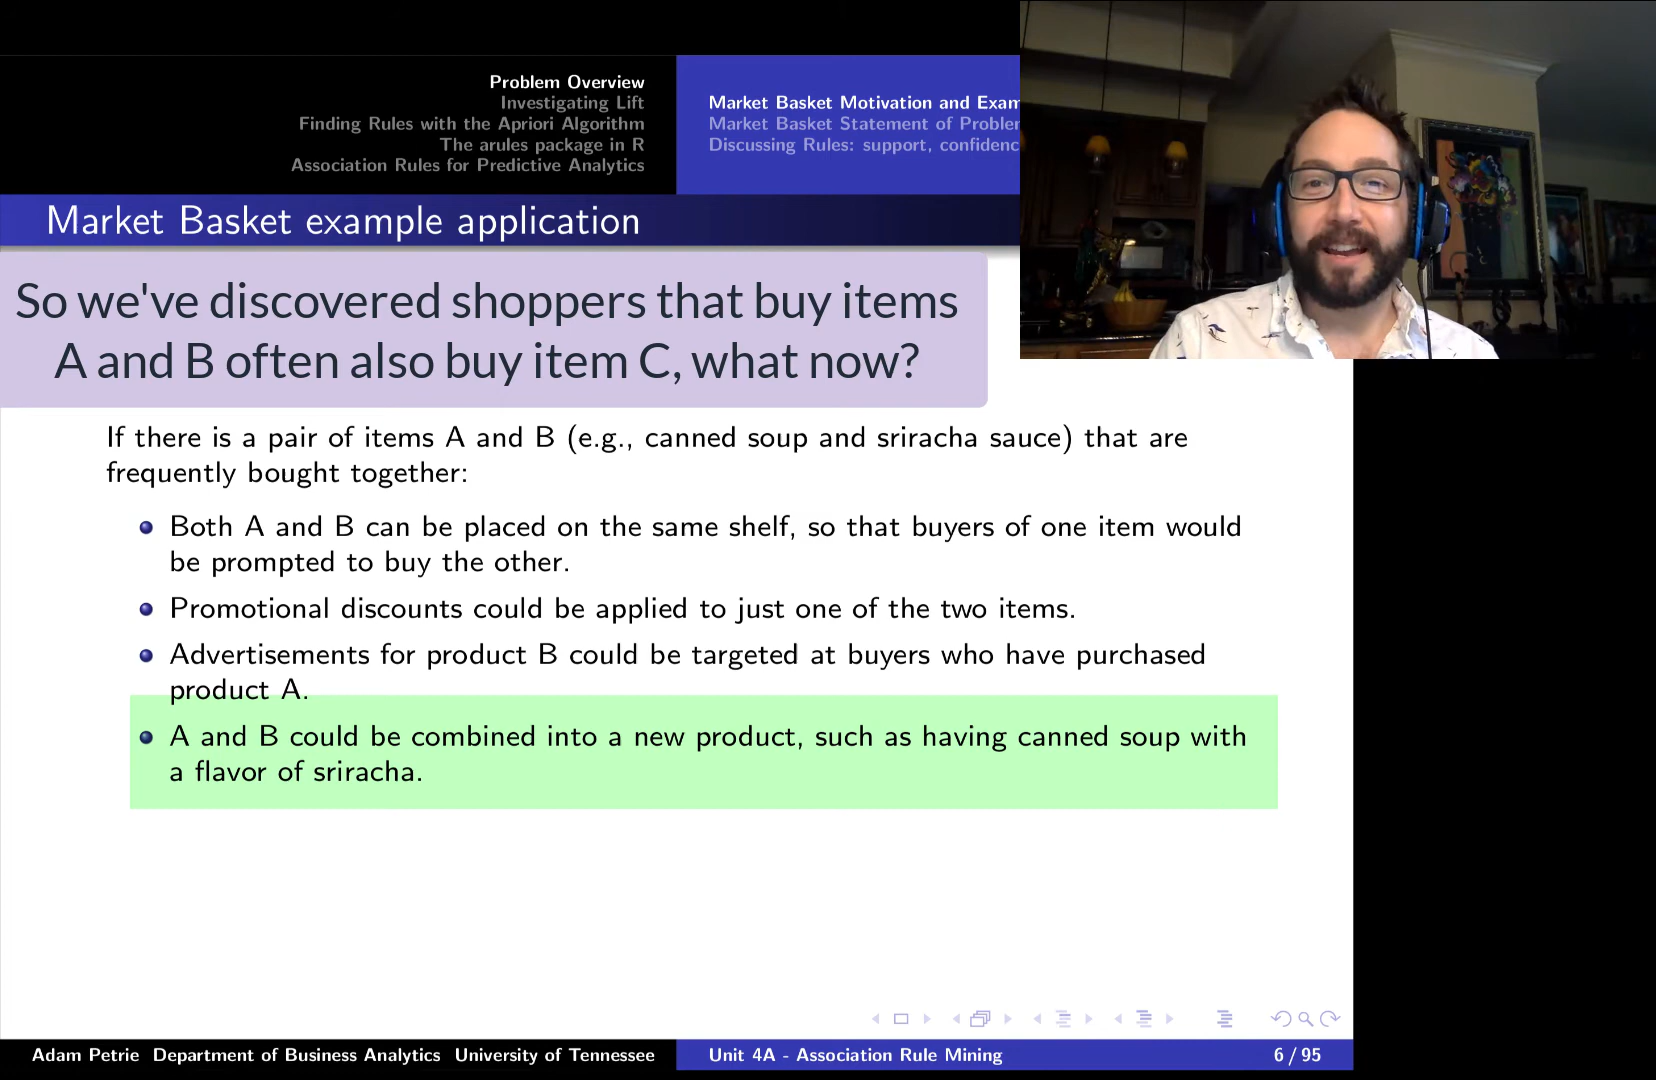 Problem Overview
Investigating Lift
Finding Rules with the Apriori Algorithm
The arules package in R
Association Rules for Predictive Analytics
Market Basket Motivation and Exam
Market Basket Statement of Problem
Discussing Rules: support, confidenc
Market Basket example application
So we've discovered shoppers that buy items
A and B often also buy item C, what now?
If there is a pair of items A and B (e.g., canned soup and sriracha sauce) that are
frequently bought together:
Both A and B can be placed on the same shelf, so that buyers of one item would
be prompted to buy the other.
Promotional discounts could be applied to just one of the two items.
Advertisements for product B could be targeted at buyers who have purchased
product A.
A and B could be combined into a new product, such as having canned soup with
a flavor of sriracha.
Adam Petrie Department of Business Analytics University of Tennessee
Unit 4A - Association Rule Mining
6 / 95